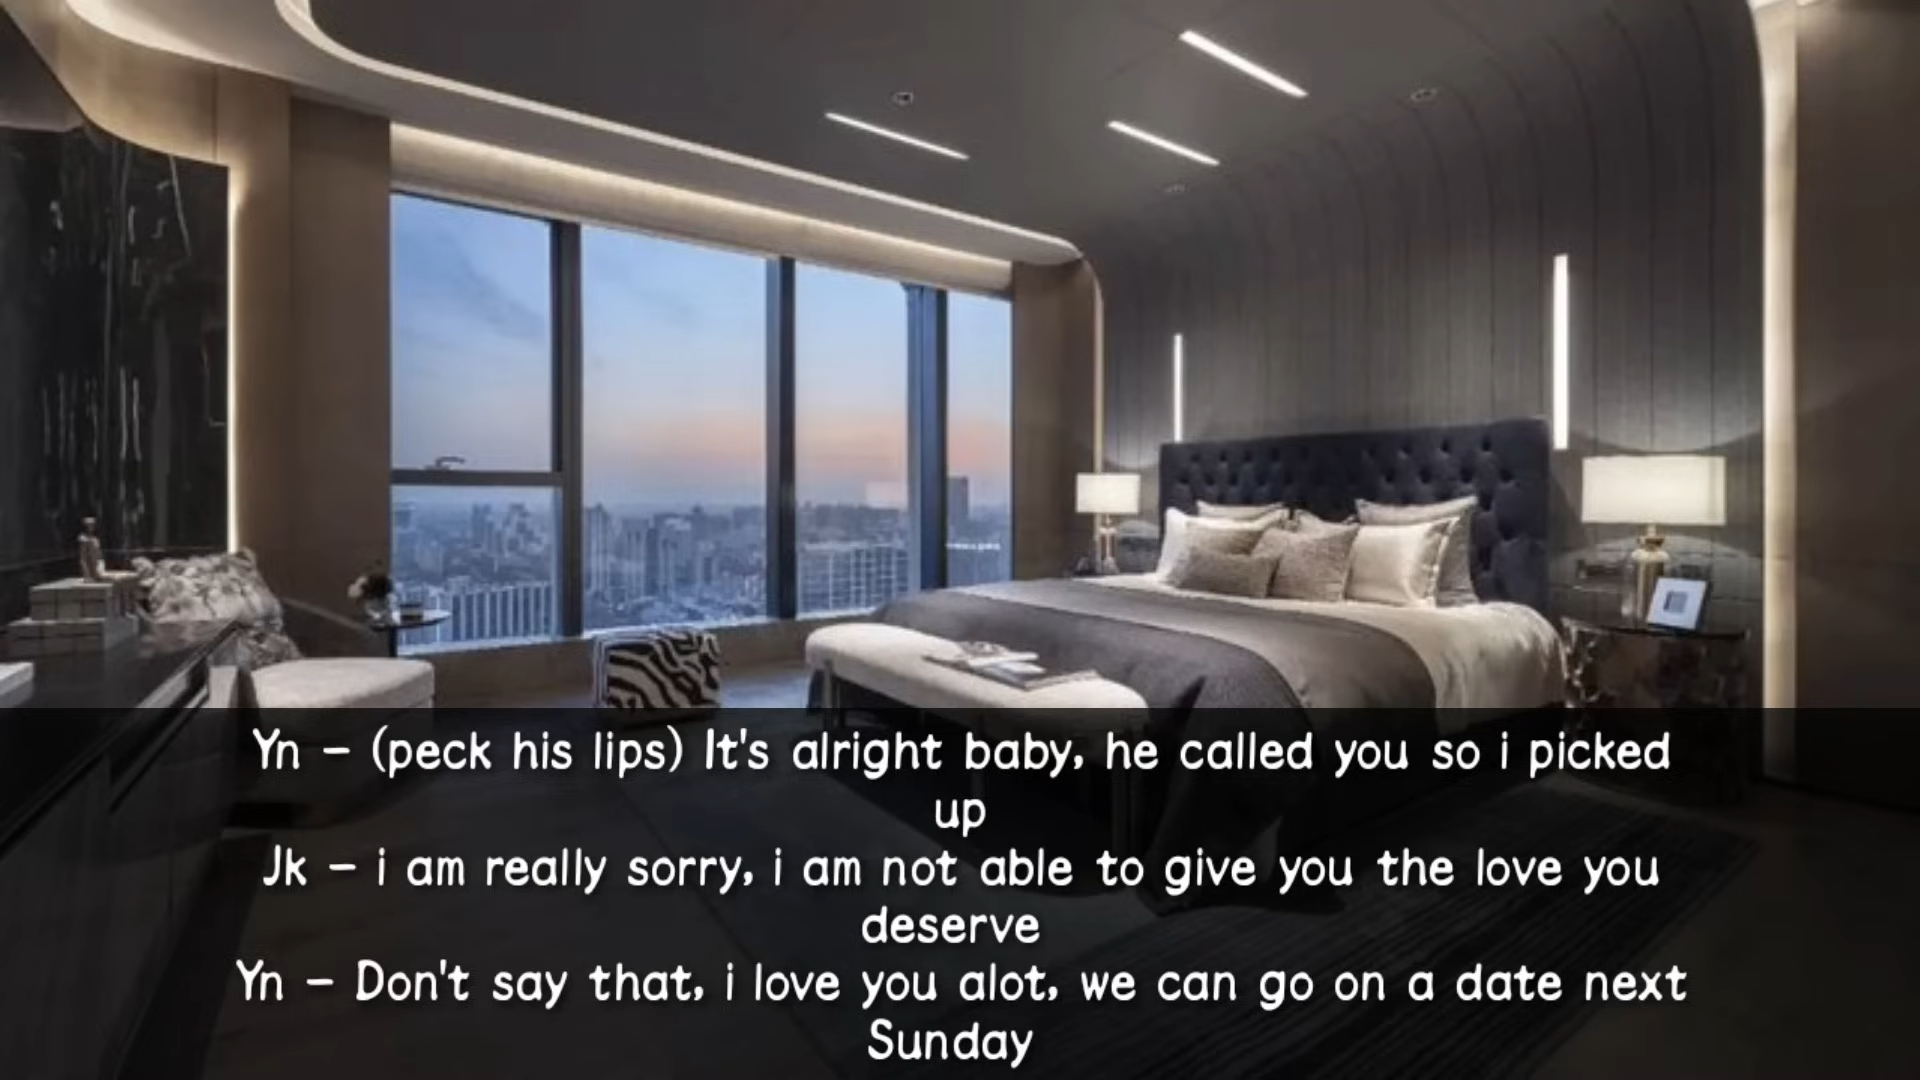 Yn - (peck his lips) It's alright baby, he called you so i picked
up
Jk - i am really sorry, i am not able to give you the love you
deserve
Yn - Don't say that, i love you alot, we can go on a date next
Sunday